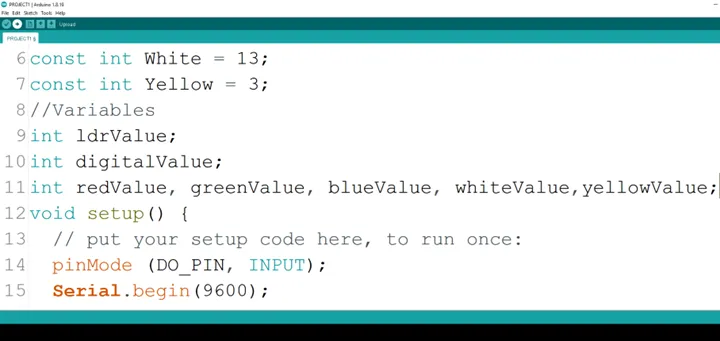 PROJECT1 | Arduino 1.8.16
File Edit Sketch Tools Help
Upload
PROJECT1 §
6 const int White = 13;
7 const int Yellow = 3;
8 //Variables
9 int ldrValue;
10 int digitalValue;
11 int redValue, greenValue, blueValue, whiteValue,yellowValue;
12 void setup() {
13 // put your setup code here, to run once:
14 pinMode (DO_PIN, INPUT);
15 Serial.begin(9600);